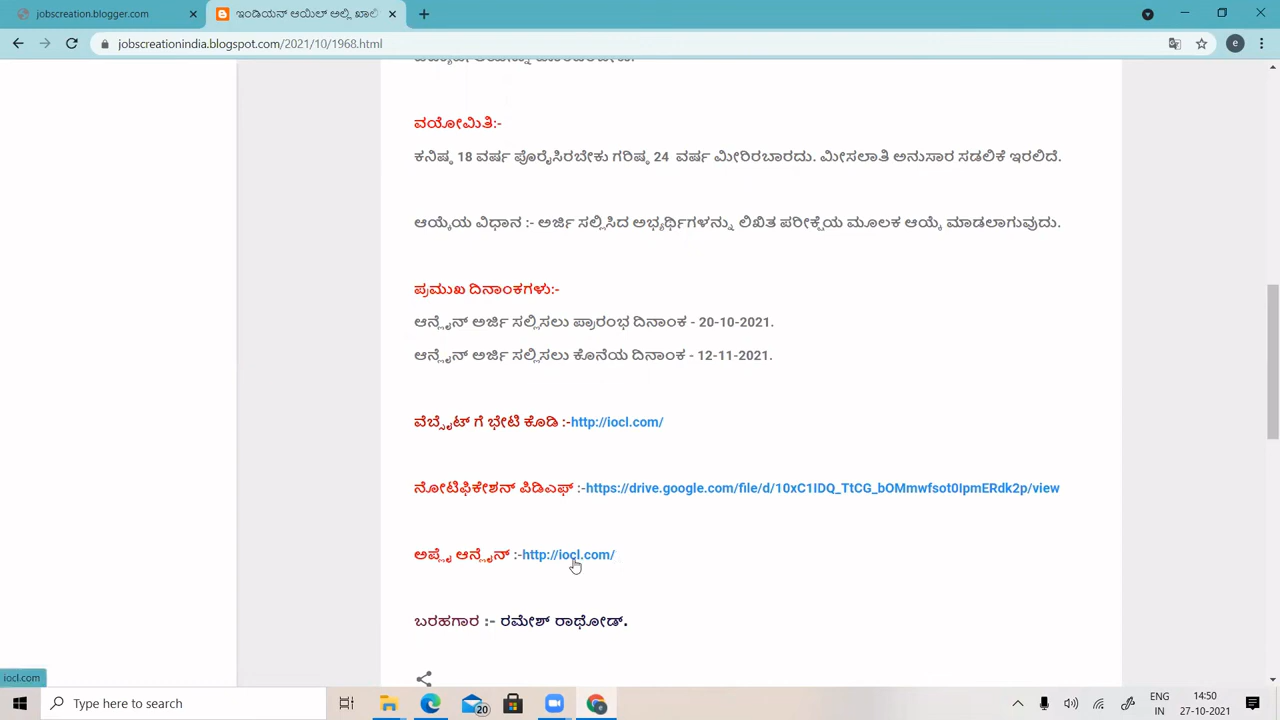 jobscreation.blogger.com
ಇಂಡಿಯನ್ ಆಯಿಲ್ ಅಲ್ಲಿ ಖಾಲಿ
jobscreationindia.blogspot.com/2021/10/1968.html
e
ವಯೋಮಿತಿ:-
ಕನಿಷ್ಠ 18 ವರ್ಷ ಪೊರೈಸಿರಬೇಕು ಗರಿಷ್ಠ 24 ವರ್ಷ ಮೀರಿರಬಾರದು. ಮೀಸಲಾತಿ ಅನುಸಾರ ಸಡಲಿಕೆ ಇರಲಿದೆ.
ಆಯ್ಕೆಯ ವಿಧಾನ :- ಅರ್ಜಿ ಸಲ್ಲಿಸಿದ ಅಭ್ಯರ್ಥಿಗಳನ್ನು ಲಿಖಿತ ಪರೀಕ್ಷೆಯ ಮೂಲಕ ಆಯ್ಕೆ ಮಾಡಲಾಗುವುದು.
ಪ್ರಮುಖ ದಿನಾಂಕಗಳು:-
ಆನ್ಲೈನ್ ಅರ್ಜಿ ಸಲ್ಲಿಸಲು ಪ್ರಾರಂಭ ದಿನಾಂಕ - 20-10-2021.
ಆನ್ಲೈನ್ ಅರ್ಜಿ ಸಲ್ಲಿಸಲು ಕೊನೆಯ ದಿನಾಂಕ - 12-11-2021.
ವೆಬ್ಸೈಟ್ ಗೆ ಭೇಟಿ ಕೊಡಿ :-http://iocl.com/
ನೋಟಿಫಿಕೇಶನ್ ಪಿಡಿಎಫ್ :-https://drive.google.com/file/d/10xC1IDQ_TtCG_bOMmwfsot0IpmERdk2p/view
ಅಪ್ಲೈ ಆನ್ಲೈನ್ :-http://iocl.com/
ಬರಹಗಾರ :- ರಮೇಶ್ ರಾಥೋಡ್.
iocl.com
Type here to search
20
ENG
IN
14:50
27-10-2021